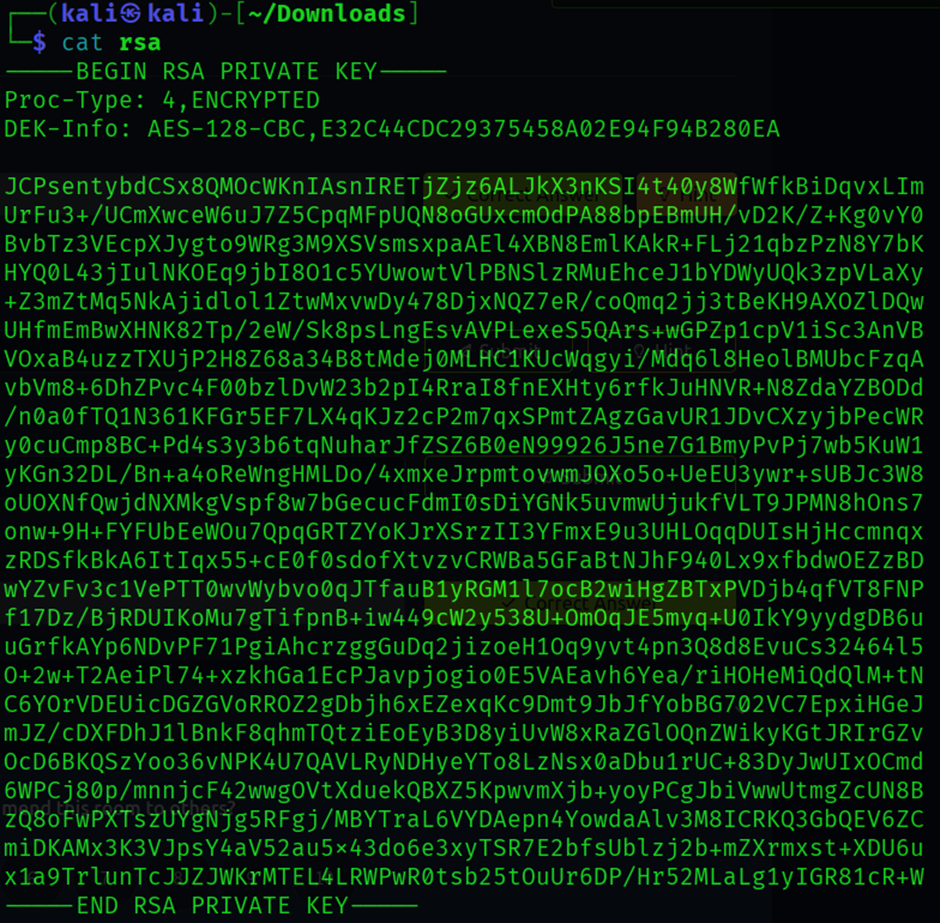 ┌──(kali㉿kali)-[~/Downloads]
└─$ cat rsa
-----BEGIN RSA PRIVATE KEY-----
Proc-Type: 4,ENCRYPTED
DEK-Info: AES-128-CBC,E32C44CDC29375458A02E94F94B280EA

JCPsentybdCSx8QMOcWKnIAsnIRETjZjz6ALJkX3nKSI4t40y8WfWfkBiDqvxLIm
UrFu3+/UCmXwceW6uJ7Z5CpqMFpUQN8oGUxcmOdPA88bpEBmUH/vD2K/Z+Kg0vY0
BvbTz3VEcpXJygto9WRg3M9XSVsmsxpaAEl4XBN8EmlKAkR+FLj21qbzPzN8Y7bK
HYQ0L43jIulNKOEq9jbI8O1c5YUwowtVlPBNSlzRMuEhceJ1bYDWyUQk3zpVLaXy
+Z3mZtMq5NkAjidlol1ZtwMxvwDy478DjxNQZ7eR/coQmq2jj3tBeKH9AXOZlDQw
UHfmEmBwXHNK82Tp/2eW/Sk8psLngEsvAVPLexeS5QArs+wGPZp1cpV1iSc3AnVB
VOxaB4uzzTXUjP2H8Z68a34B8tMdej0MLHC1KUcWqgyi/Mdq6l8HeolBMUbcFzqA
vbVm8+6DhZPvc4F00bzlDvW23b2pI4RraI8fnEXHty6rfkJuHNVR+N8ZdaYZBODd
/n0a0fTQ1N361KFGr5EF7LX4qKJz2cP2m7qxSPmtZAgzGavUR1JDvCXzyjbPecWR
y0cuCmp8BC+Pd4s3y3b6tqNuharJfZSZ6B0eN99926J5ne7G1BmyPvPj7wb5KuW1
yKGn32DL/Bn+a4oReWngHMLDo/4xmxeJrpmtovwmJOXo5o+UeEU3ywr+sUBJc3W8
oUOXNfQwjdNXMkgVspf8w7bGecucFdmI0sDiYGNk5uvmwUjukfVLT9JPMN8hOns7
onw+9H+FYFUbEeWOu7QpqGRTZYoKJrXSrzII3YFmxE9u3UHLOqqDUIsHjHccmnqx
zRDSfkBkA6ItIqx55+cE0f0sdofXtvzvCRWBa5GFaBtNJhF940Lx9xfbdwOEZzBD
wYZvFv3c1VePTT0wvWybvo0qJTfauB1yRGM1l7ocB2wiHgZBTxPVDjb4qfVT8FNP
f17Dz/BjRDUIKoMu7gTifpnB+iw449cW2y538U+OmOqJE5myq+U0IkY9yydgDB6u
uGrfkAYp6NDvPF71PgiAhcrzggGuDq2jizoeH1Oq9yvt4pn3Q8d8EvuCs32464l5
O+2w+T2AeiPl74+xzkhGa1EcPJavpjogio0E5VAEavh6Yea/riHOHeMiQdQlM+tN
C6YOrVDEUicDGZGVoRROZ2gDbjh6xEZexqKc9Dmt9JbJfYobBG702VC7EpxiHGeJ
mJZ/cDXFDhJ1lBnkF8qhmTQtziEoEyB3D8yiUvW8xRaZGlOQnZWikyKGtJRIrGZv
OcD6BKQSzYoo36vNPK4U7QAVLRyNDHyeYTo8LzNsx0aDbu1rUC+83DyJwUIxOCmd
6WPCj80p/mnnjcF42wwgOVtXduekQBXZ5KpwvmXjb+yoyPCgJbiVwwUtmgZcUN8B
zQ8oFwPXTszUYgNjg5RFgj/MBYTraL6VYDAepn4YowdaAlv3M8ICRKQ3GbQEV6ZC
miDKAMx3K3VJpsY4aV52au5×43do6e3xyTSR7E2bfsUblzj2b+mZXrmxst+XDU6u
x1a9TrlunTcJJZJWKrMTEL4LRWPwR0tsb25tOuUr6DP/Hr52MLaLg1yIGR81cR+W
-----END RSA PRIVATE KEY-----